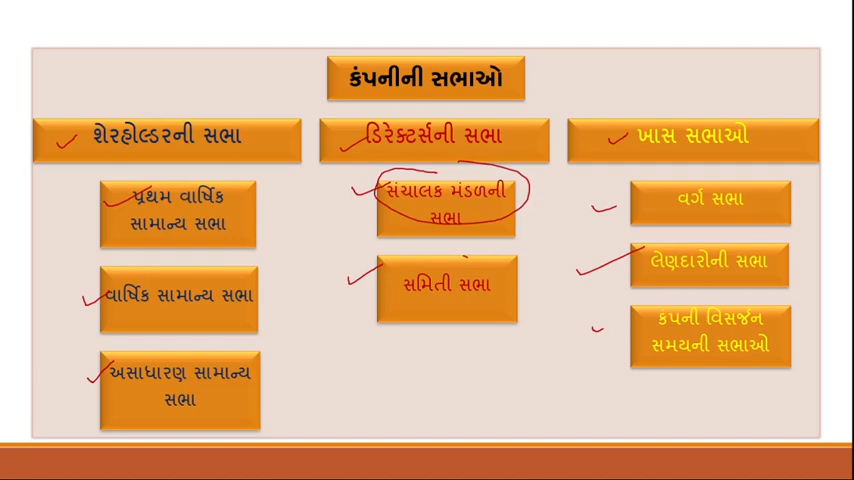 કંપનીની સભાઓ
શેરહોલ્ડરની સભા
પ્રથમ વાર્ષિક
સામાન્ય સભા
વાર્ષિક સામાન્ય સભા
અસાધારણ સામાન્ય
સભા
ડિરેક્ટર્સની સભા
સંચાલક મંડળની
સભા
સમિતી સભા
ખાસ સભાઓ
વર્ગ સભા
લેણદારોની સભા
કંપની વિસર્જન
સમયની સભાઓ